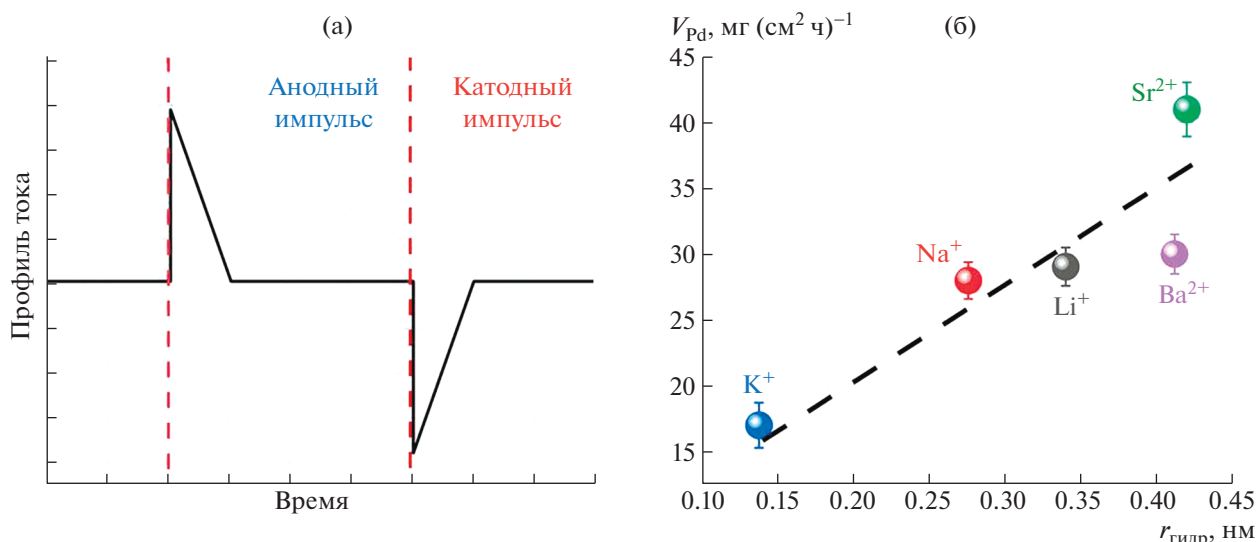 (а)
Анодный
импульс
Катодный
импульс
Профиль тока
Время
V_Pd, мг (см² ч)⁻¹
(б)
45
40
35
30
25
20
15
Sr²⁺
Na⁺
Li⁺
Ba²⁺
K⁺
0.10 0.20 0.25 0.30 0.35 0.40 0.45
r_гидр, нм